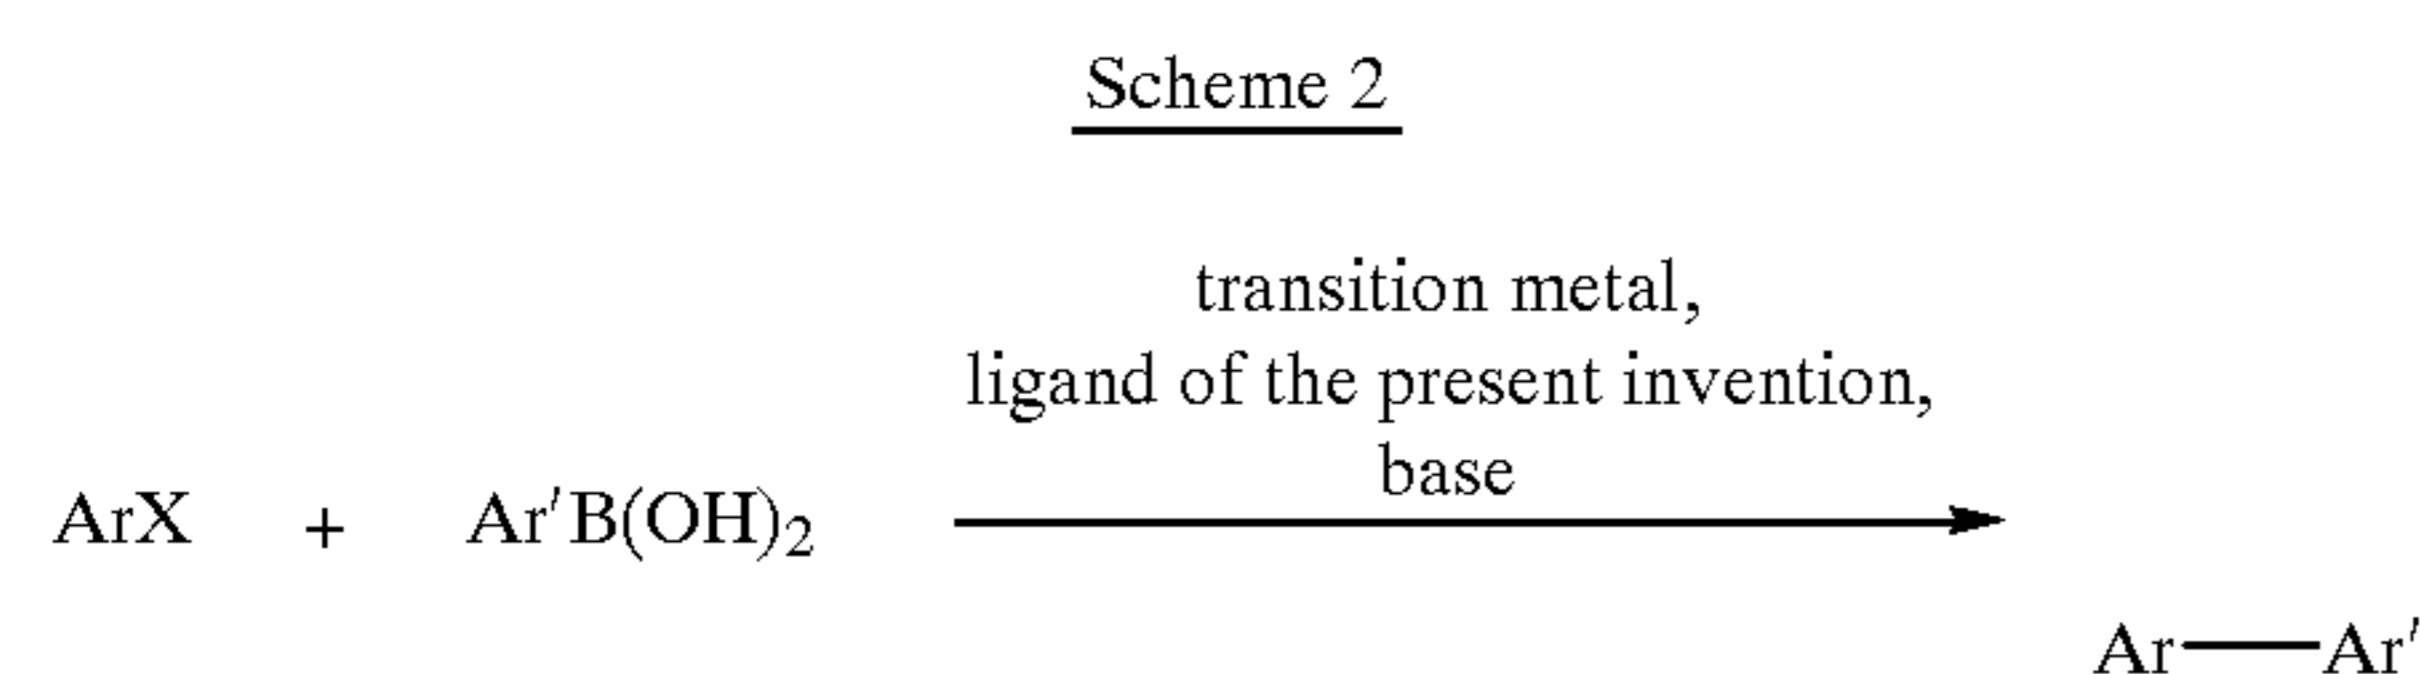 Scheme 2
transition metal,
ligand of the present invention,
base
ArX + Ar′B(OH)₂
Ar—Ar′